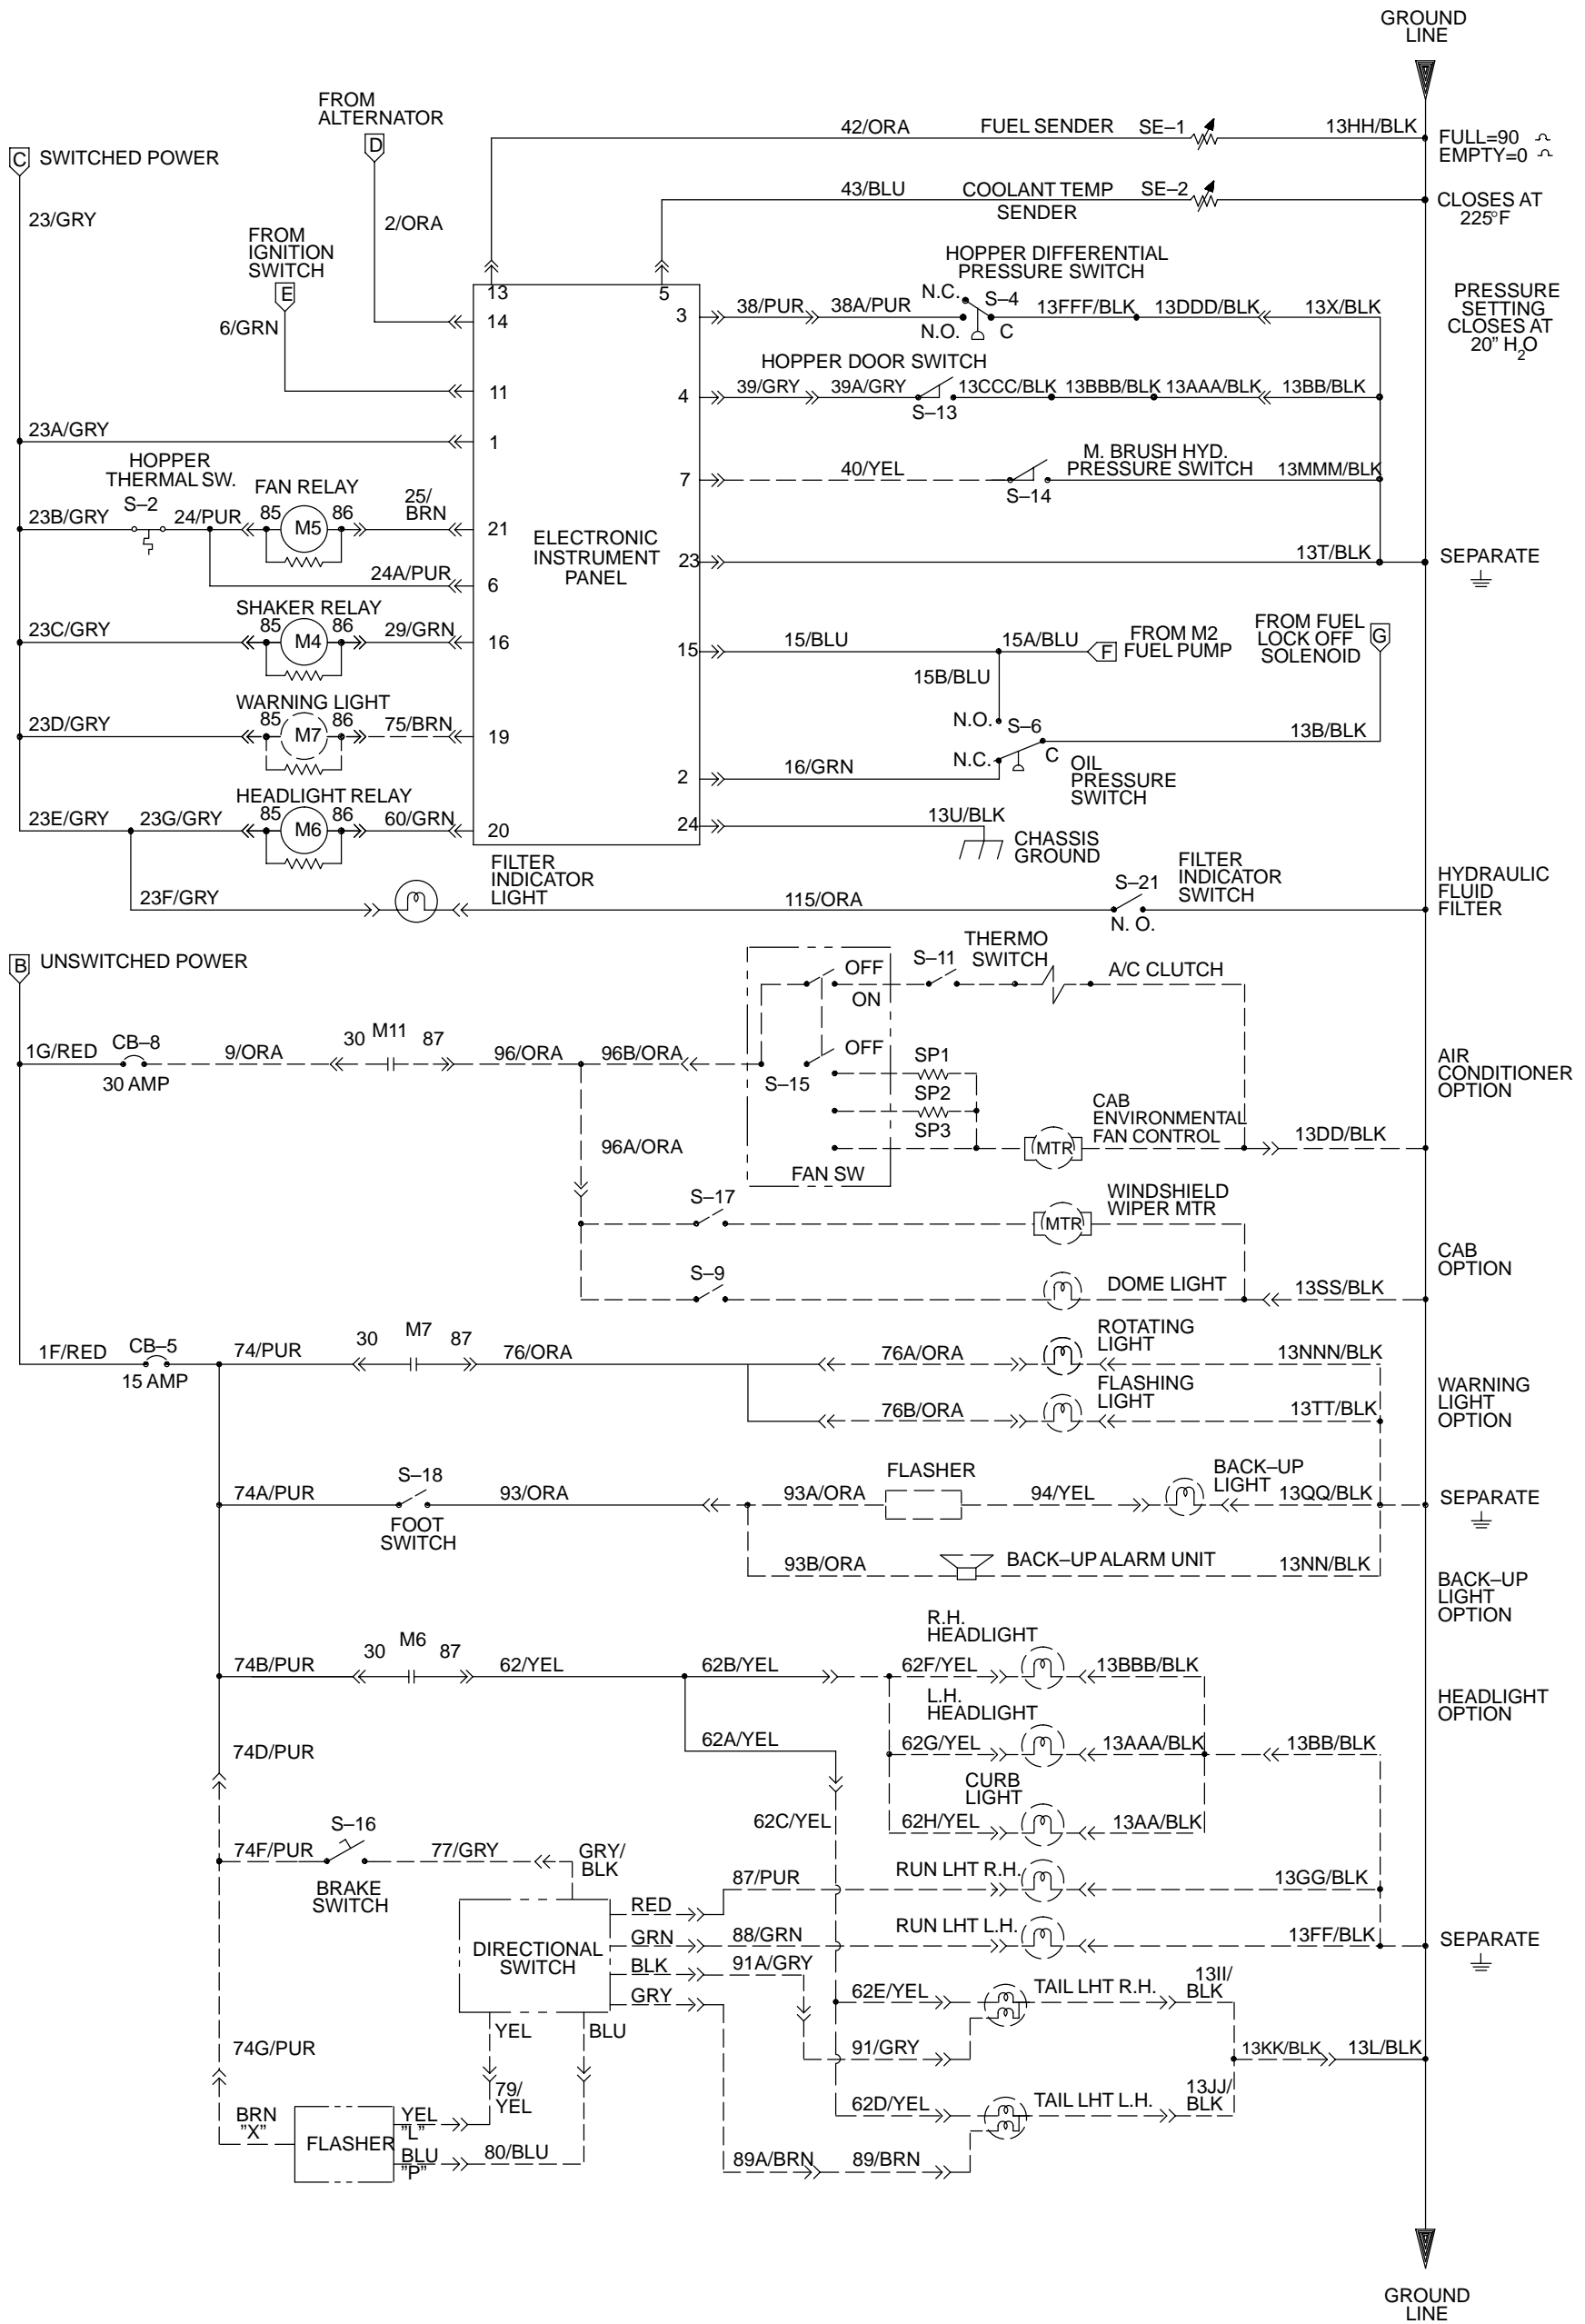 GROUND
LINE
FROM
ALTERNATOR
D
42/ORA
FUEL SENDER
SE–1
13HH/BLK
FULL=90
EMPTY=0
C
SWITCHED POWER
43/BLU
COOLANT TEMP
SENDER
SE–2
CLOSES AT
225°F
23/GRY
2/ORA
FROM
IGNITION
SWITCH
E
6/GRN
HOPPER DIFFERENTIAL
PRESSURE SWITCH
13
5
14
3
38/PUR
38A/PUR
N.C.
S–4
N.O.
C
13FFF/BLK
13DDD/BLK
13X/BLK
PRESSURE
SETTING
CLOSES AT
20” H2O
HOPPER DOOR SWITCH
11
4
39/GRY
39A/GRY
S–13
13CCC/BLK
13BBB/BLK
13AAA/BLK
13BB/BLK
23A/GRY
1
HOPPER
THERMAL SW.
S–2
FAN RELAY
7
40/YEL
M. BRUSH HYD.
PRESSURE SWITCH
S–14
13MMM/BLK
23B/GRY
24/PUR
85
M5
86
25/
BRN
21
ELECTRONIC
INSTRUMENT
PANEL
23
13T/BLK
SEPARATE
24A/PUR
6
SHAKER RELAY
23C/GRY
85
M4
86
29/GRN
16
15
15/BLU
15A/BLU
F
FROM M2
FUEL PUMP
FROM FUEL
LOCK OFF
SOLENOID
G
15B/BLU
WARNING LIGHT
23D/GRY
85
M7
86
75/BRN
19
N.O.
S–6
N.C.
C
13B/BLK
OIL
PRESSURE
SWITCH
2
16/GRN
HEADLIGHT RELAY
23E/GRY
23G/GRY
85
M6
86
60/GRN
20
24
13U/BLK
CHASSIS
GROUND
FILTER
INDICATOR
LIGHT
23F/GRY
115/ORA
S–21
N. O.
FILTER
INDICATOR
SWITCH
HYDRAULIC
FLUID
FILTER
B
UNSWITCHED POWER
OFF
ON
S–11
THERMO
SWITCH
A/C CLUTCH
1G/RED
CB–8
30 AMP
9/ORA
30
M11
87
96/ORA
96B/ORA
OFF
S–15
SP1
SP2
SP3
FAN SW
AIR
CONDITIONER
OPTION
CAB
ENVIRONMENTAL
FAN CONTROL
MTR
13DD/BLK
96A/ORA
S–17
WINDSHIELD
WIPER MTR
MTR
CAB
OPTION
S–9
DOME LIGHT
13SS/BLK
1F/RED
CB–5
15 AMP
74/PUR
30
M7
87
76/ORA
76A/ORA
ROTATING
LIGHT
13NNN/BLK
76B/ORA
FLASHING
LIGHT
13TT/BLK
WARNING
LIGHT
OPTION
74A/PUR
S–18
FOOT
SWITCH
93/ORA
93A/ORA
FLASHER
94/YEL
BACK–UP
LIGHT
13QQ/BLK
SEPARATE
93B/ORA
BACK–UP ALARM UNIT
13NN/BLK
BACK–UP
LIGHT
OPTION
74B/PUR
30
M6
87
62/YEL
62B/YEL
R.H.
HEADLIGHT
62F/YEL
13BBB/BLK
HEADLIGHT
OPTION
L.H.
HEADLIGHT
62A/YEL
62G/YEL
13AAA/BLK
13BB/BLK
74D/PUR
CURB
LIGHT
62H/YEL
13AA/BLK
62C/YEL
74F/PUR
S–16
BRAKE
SWITCH
77/GRY
GRY/
BLK
RED
87/PUR
RUN LHT R.H.
13GG/BLK
DIRECTIONAL
SWITCH
GRN
88/GRN
RUN LHT L.H.
13FF/BLK
SEPARATE
BLK
91A/GRY
GRY
62E/YEL
TAIL LHT R.H.
13II/
BLK
YEL
BLU
74G/PUR
91/GRY
13KK/BLK
13L/BLK
79/
YEL
62D/YEL
TAIL LHT L.H.
13JJ/
BLK
BRN
”X”
FLASHER
YEL
”L”
BLU
”P”
80/BLU
89A/BRN
89/BRN
GROUND
LINE